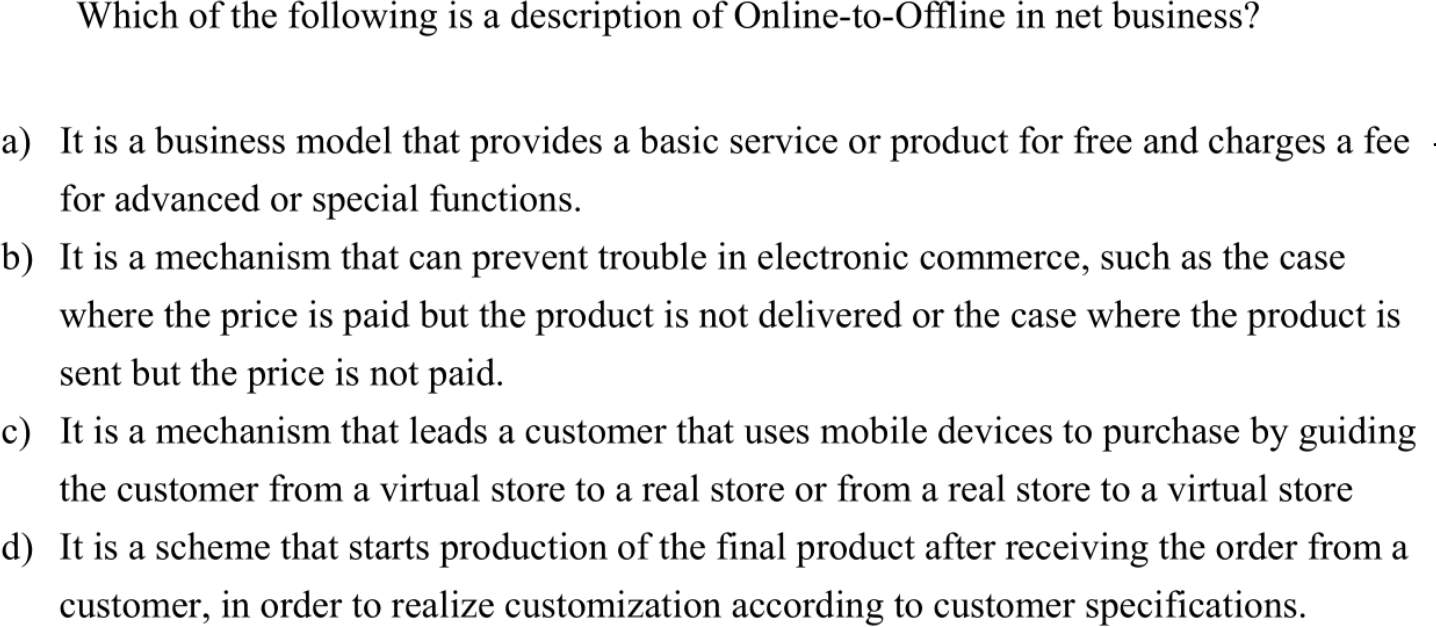 Which of the following is a description of Online-to-Offline in net business?
a) It is a business model that provides a basic service or product for free and charges a fee
for advanced or special functions.
b) It is a mechanism that can prevent trouble in electronic commerce, such as the case
where the price is paid but the product is not delivered or the case where the product is
sent but the price is not paid.
c) It is a mechanism that leads a customer that uses mobile devices to purchase by guiding
the customer from a virtual store to a real store or from a real store to a virtual store
d) It is a scheme that starts production of the final product after receiving the order from a
customer, in order to realize customization according to customer specifications.